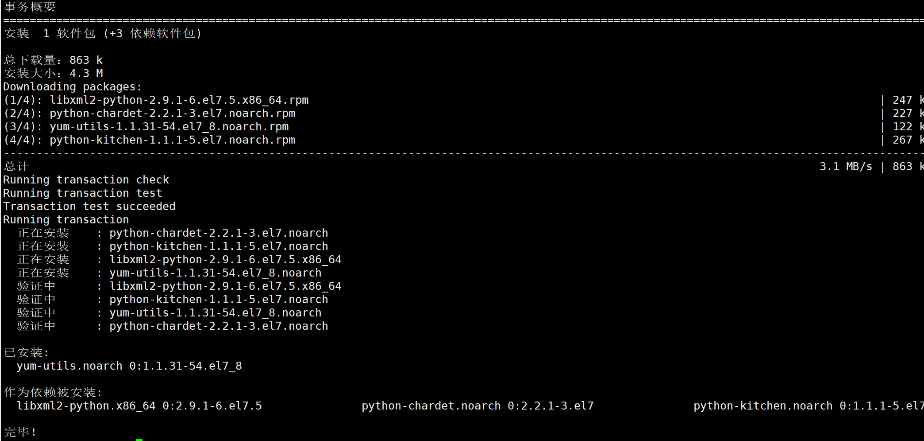 事务概要
================================================================================
安装  1 软件包 (+3 依赖软件包)
总下载量：863 k
安装大小：4.3 M
Downloading packages:
(1/4): libxml2-python-2.9.1-6.el7.5.x86_64.rpm | 247 k
(2/4): python-chardet-2.2.1-3.el7.noarch.rpm | 227 k
(3/4): yum-utils-1.1.31-54.el7_8.noarch.rpm | 122 k
(4/4): python-kitchen-1.1.1-5.el7.noarch.rpm | 267 k
--------------------------------------------------------------------------------
总计 3.1 MB/s | 863 k
Running transaction check
Running transaction test
Transaction test succeeded
Running transaction
正在安装    : python-chardet-2.2.1-3.el7.noarch
正在安装    : python-kitchen-1.1.1-5.el7.noarch
正在安装    : libxml2-python-2.9.1-6.el7.5.x86_64
正在安装    : yum-utils-1.1.31-54.el7_8.noarch
验证中      : libxml2-python-2.9.1-6.el7.5.x86_64
验证中      : python-kitchen-1.1.1-5.el7.noarch
验证中      : yum-utils-1.1.31-54.el7_8.noarch
验证中      : python-chardet-2.2.1-3.el7.noarch
已安装:
yum-utils.noarch 0:1.1.31-54.el7_8
作为依赖被安装:
libxml2-python.x86_64 0:2.9.1-6.el7.5 python-chardet.noarch 0:2.2.1-3.el7 python-kitchen.noarch 0:1.1.1-5.el7
完毕！